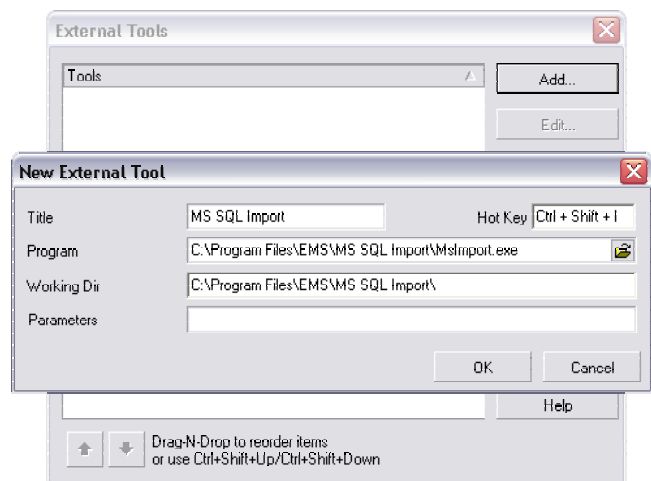 External Tools
Tools
Add...
Edit...
New External Tool
Title MS SQL Import Hot Key Ctrl + Shift + I
Program C:\Program Files\EMS\MS SQL Import\MsImport.exe
Working Dir C:\Program Files\EMS\MS SQL Import\
Parameters
OK Cancel
Help
Drag-N-Drop to reorder items
or use Ctrl+Shift+Up/Ctrl+Shift+Down